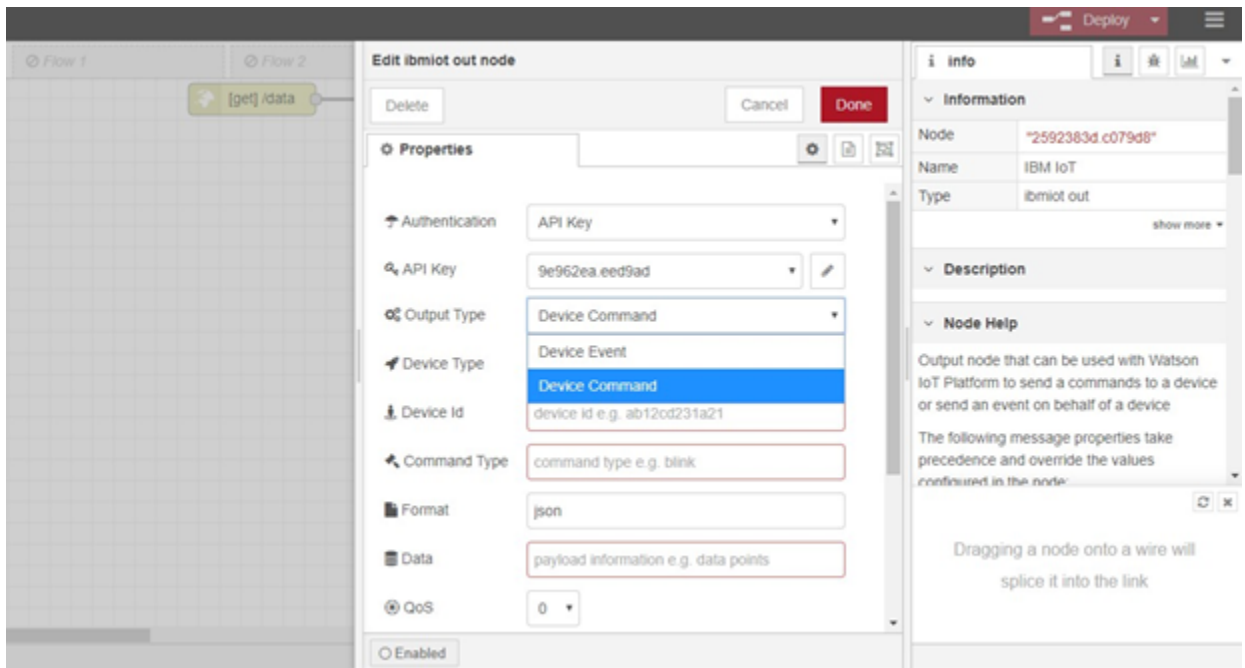 Deploy
Flow 1
Flow 2
[get] /data
Edit ibmiot out node
Delete
Cancel
Done
Properties
Authentication
API Key
API Key
9e962ea.eed9ad
Output Type
Device Command
Device Type
Device Event
Device Command
Device Id
device id e.g. ab12cd231a21
Command Type
command type e.g. blink
Format
json
Data
payload information e.g. data points
QoS
0
Enabled
i info
i
Information
Node
"2592383d.c079d8"
Name
IBM IoT
Type
ibmiot out
show more
Description
Node Help
Output node that can be used with Watson
IoT Platform to send a commands to a device
or send an event on behalf of a device
The following message properties take
precedence and override the values
configured in the node:
Dragging a node onto a wire will
splice it into the link